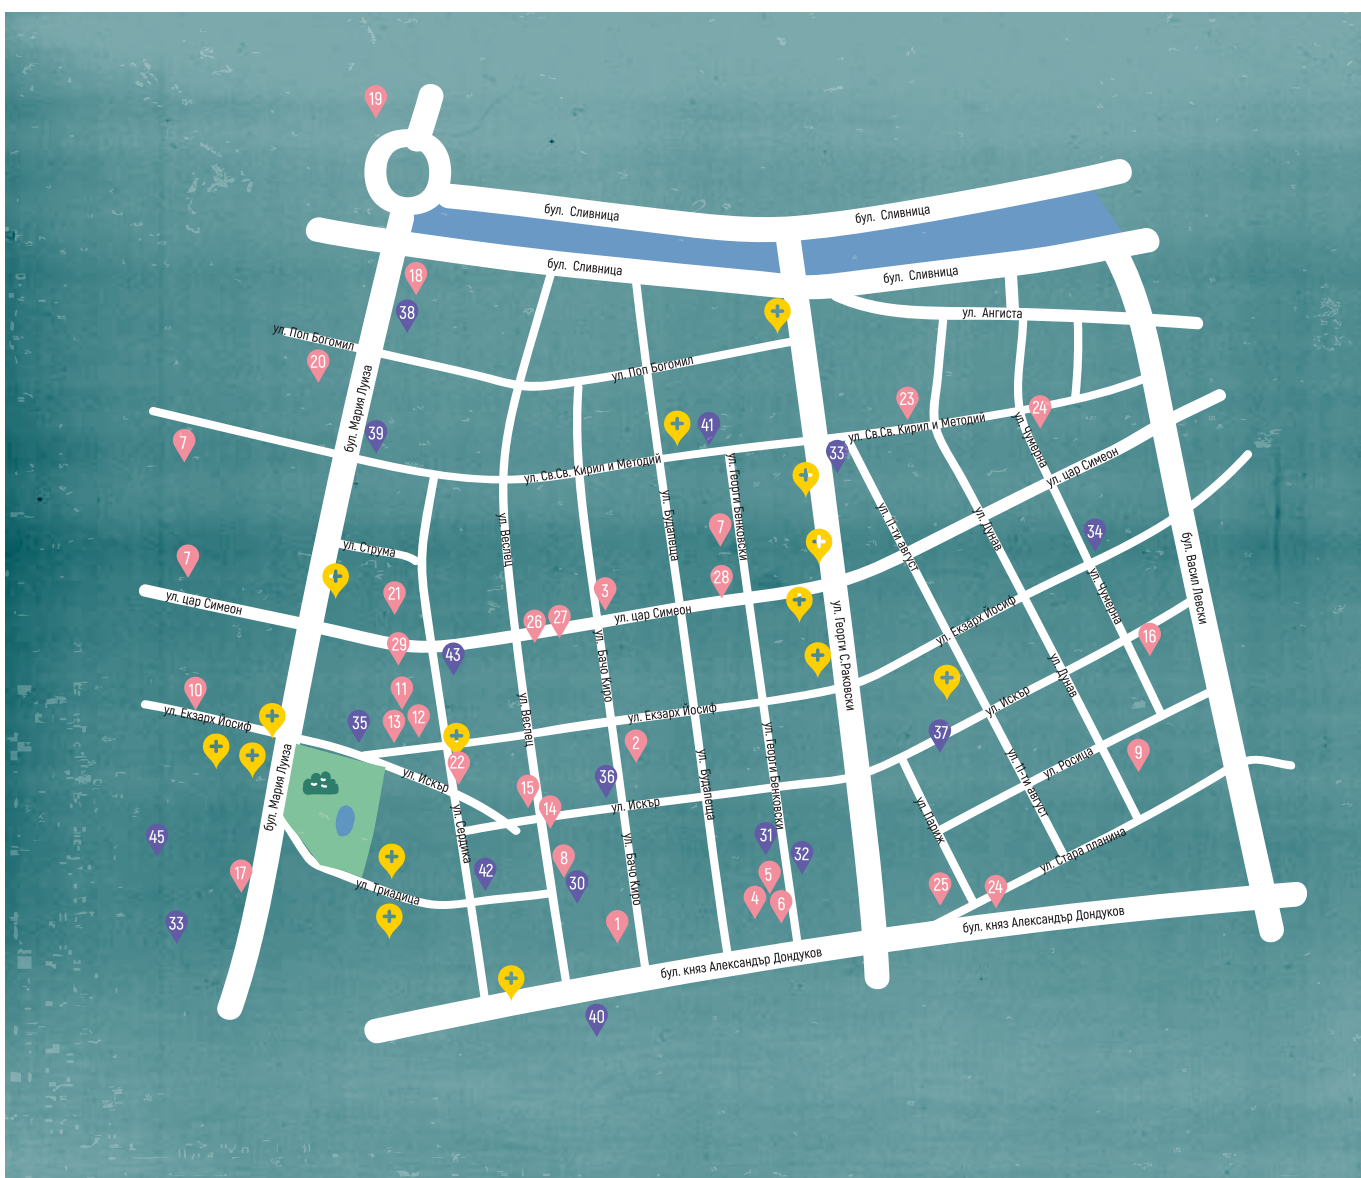 19
бул. Сливница
бул. Сливница
бул. Сливница
бул. Сливница
18
38
ул. Ангиста
ул. Поп Богомил
20
ул. Поп Богомил
бул. Мария Луиза
23
24
7
39
41
ул. Св.Св. Кирил и Методий
33
ул. Чумерна
ул. Св.Св. Кирил и Методий
ул. цар Симеон
ул. Георги Бенковски
ул. Будапеща
ул. Веслец
7
ул. 11-ти август
ул. Дунав
34
бул. Васил Левски
ул. Струма
7
21
28
3
ул. Чумерна
ул. цар Симеон
26
27
ул. цар Симеон
ул. Георги С.Раковски
ул. Екзарх Йосиф
16
29
43
ул. Бачо Киро
10
11
ул. Дунав
ул. Екзарх Йосиф
35
13
12
ул. Веслец
ул. Екзарх Йосиф
ул. Искър
37
2
9
22
ул. Искър
36
ул. Будапеща
ул. Георги Бенковски
ул. 11-ти август
ул. Росица
бул. Мария Луиза
15
14
ул. Искър
ул. Париж
45
ул. Сердика
31
32
ул. Стара планина
17
8
42
30
ул. Бачо Киро
5
4
6
25
24
ул. Триадица
33
1
бул. княз Александър Дондуков
бул. княз Александър Дондуков
40